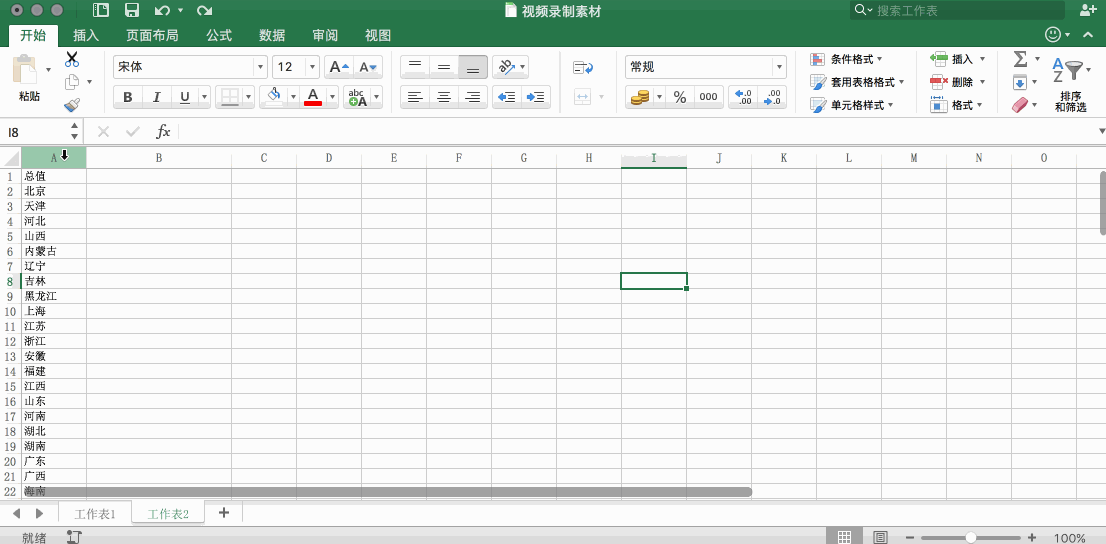 视频录制素材
搜索工作表
开始 插入 页面布局 公式 数据 审阅 视图
粘贴
宋体 12 A A
B I U A abc A
ab
常规
% 000 .0 .00 .00 .0
条件格式
套用表格格式
单元格样式
插入
删除
格式
Σ
A Z
排序
和筛选
I8 fx
A B C D E F G H I J K L M N O
1 总值
2 北京
3 天津
4 河北
5 山西
6 内蒙古
7 辽宁
8 吉林
9 黑龙江
10 上海
11 江苏
12 浙江
13 安徽
14 福建
15 江西
16 山东
17 河南
18 湖北
19 湖南
20 广东
21 广西
22 海南
工作表1 工作表2 +
就绪 100%